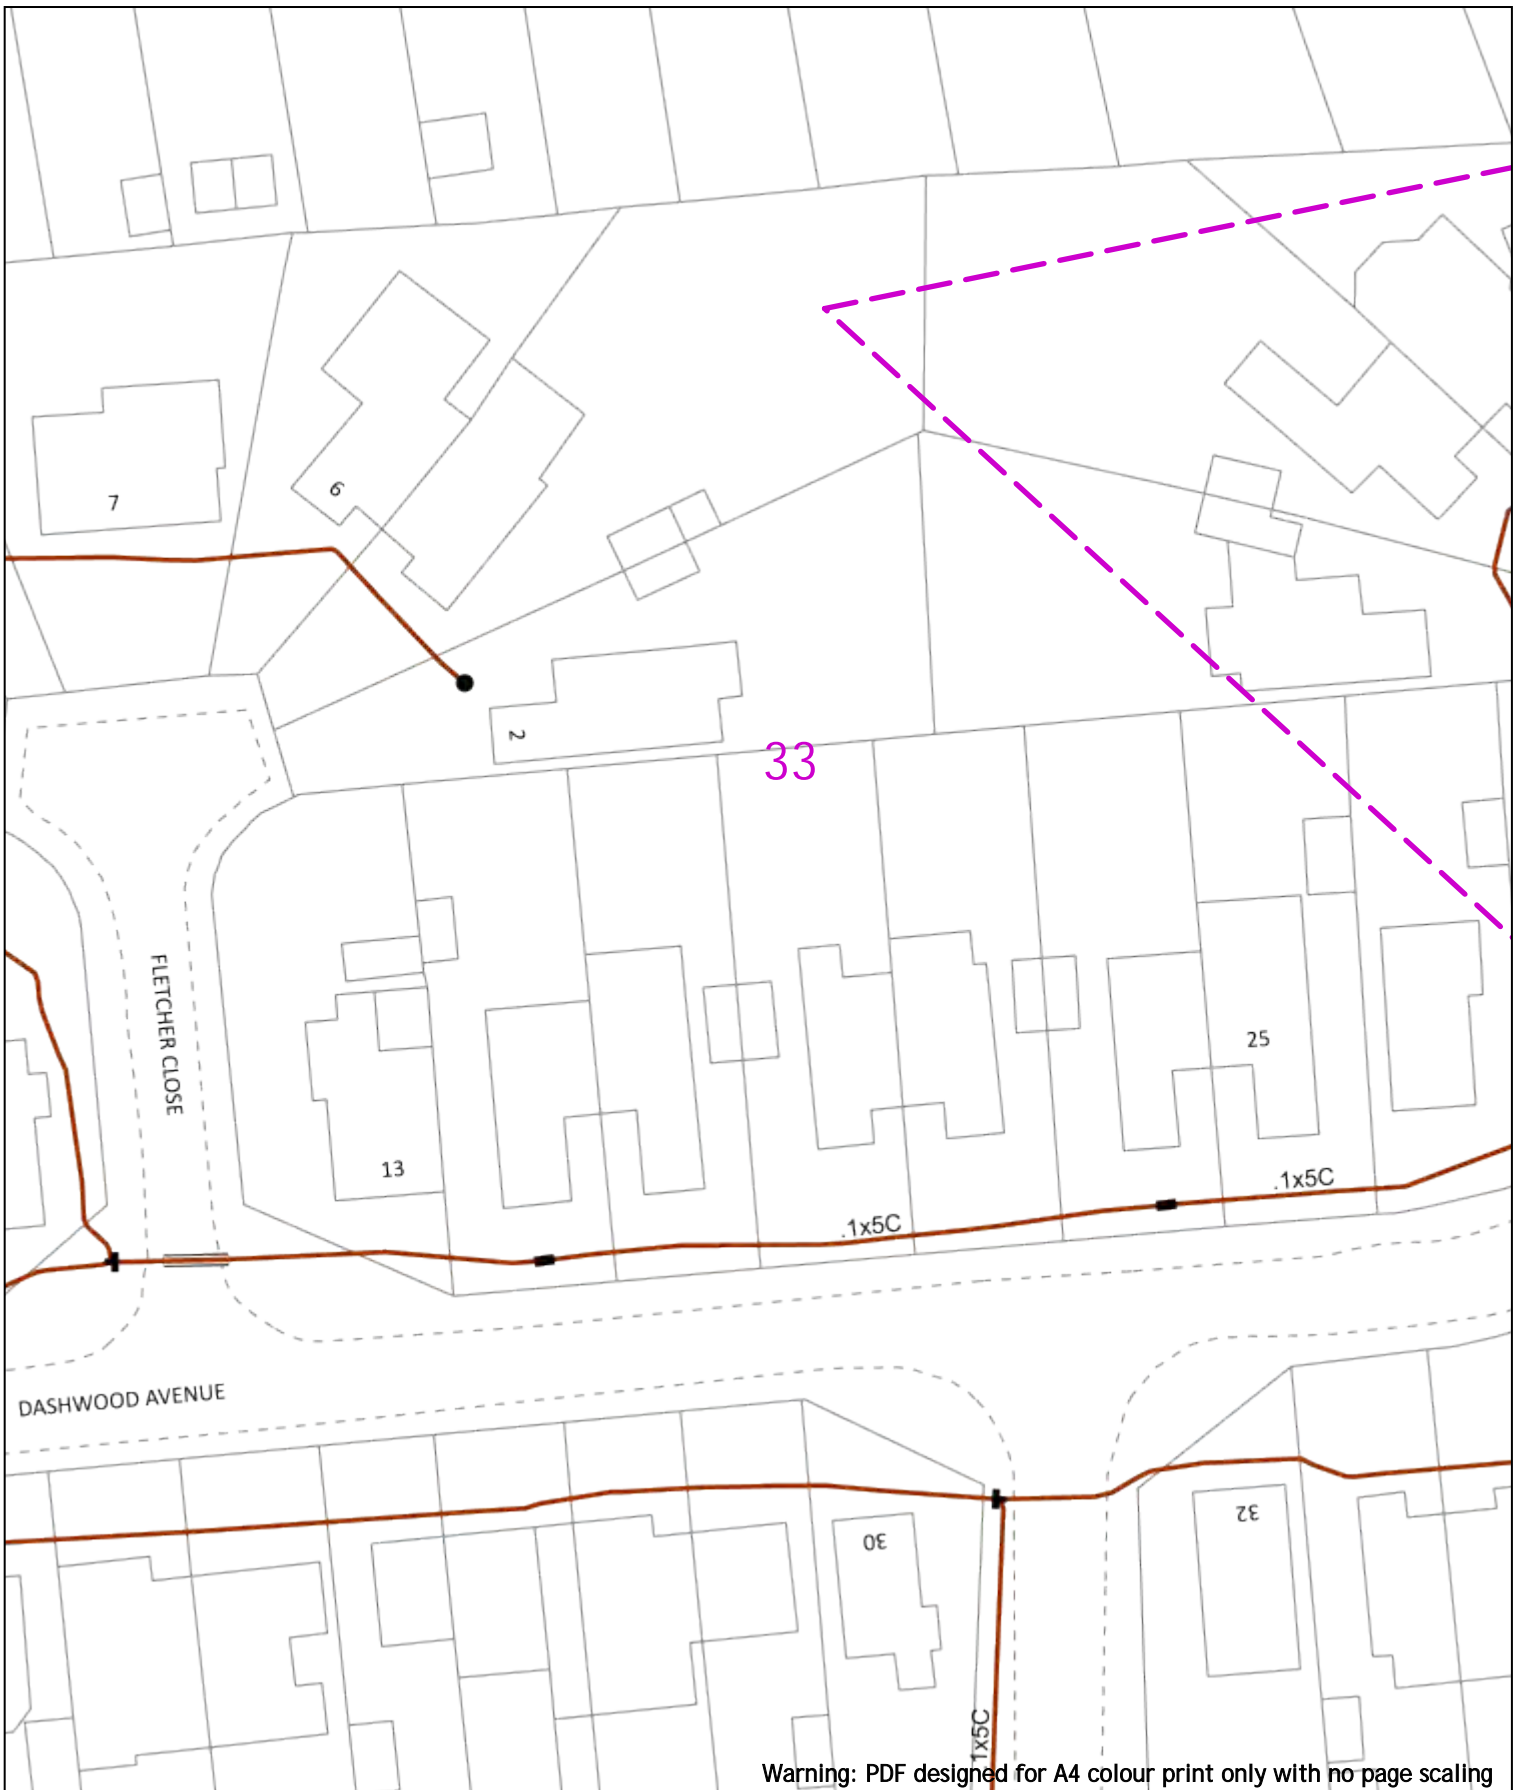 7
6
2
33
FLETCHER CLOSE
25
13
.1x5C
.1x5C
DASHWOOD AVENUE
30
32
1x5C
Warning: PDF designed for A4 colour print only with no page scaling